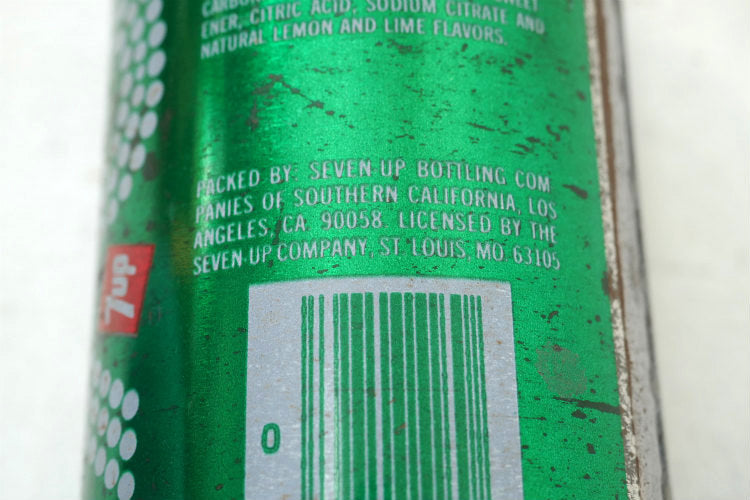 ENER, CITRIC ACID, SODIUM CITRATE AND
NATURAL LEMON AND LIME FLAVORS.
PACKED BY: SEVEN UP BOTTLING COM
PANIES OF SOUTHERN CALIFORNIA, LOS
ANGELES, CA. 90058. LICENSED BY THE
SEVEN-UP COMPANY, ST. LOUIS, MO. 63105
7up
0